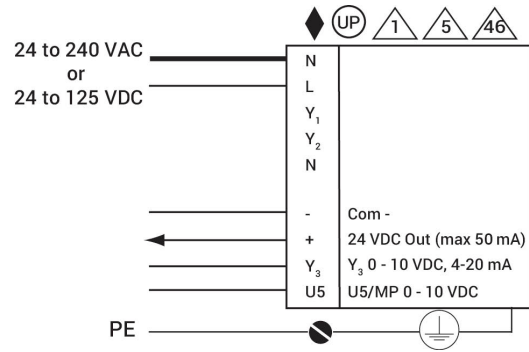 UP 1 5 46
24 to 240 VAC
or
24 to 125 VDC
N
L
Y1
Y2
N
- Com -
+ 24 VDC Out (max 50 mA)
Y3 Y3 0 - 10 VDC, 4-20 mA
U5 U5/MP 0 - 10 VDC
PE